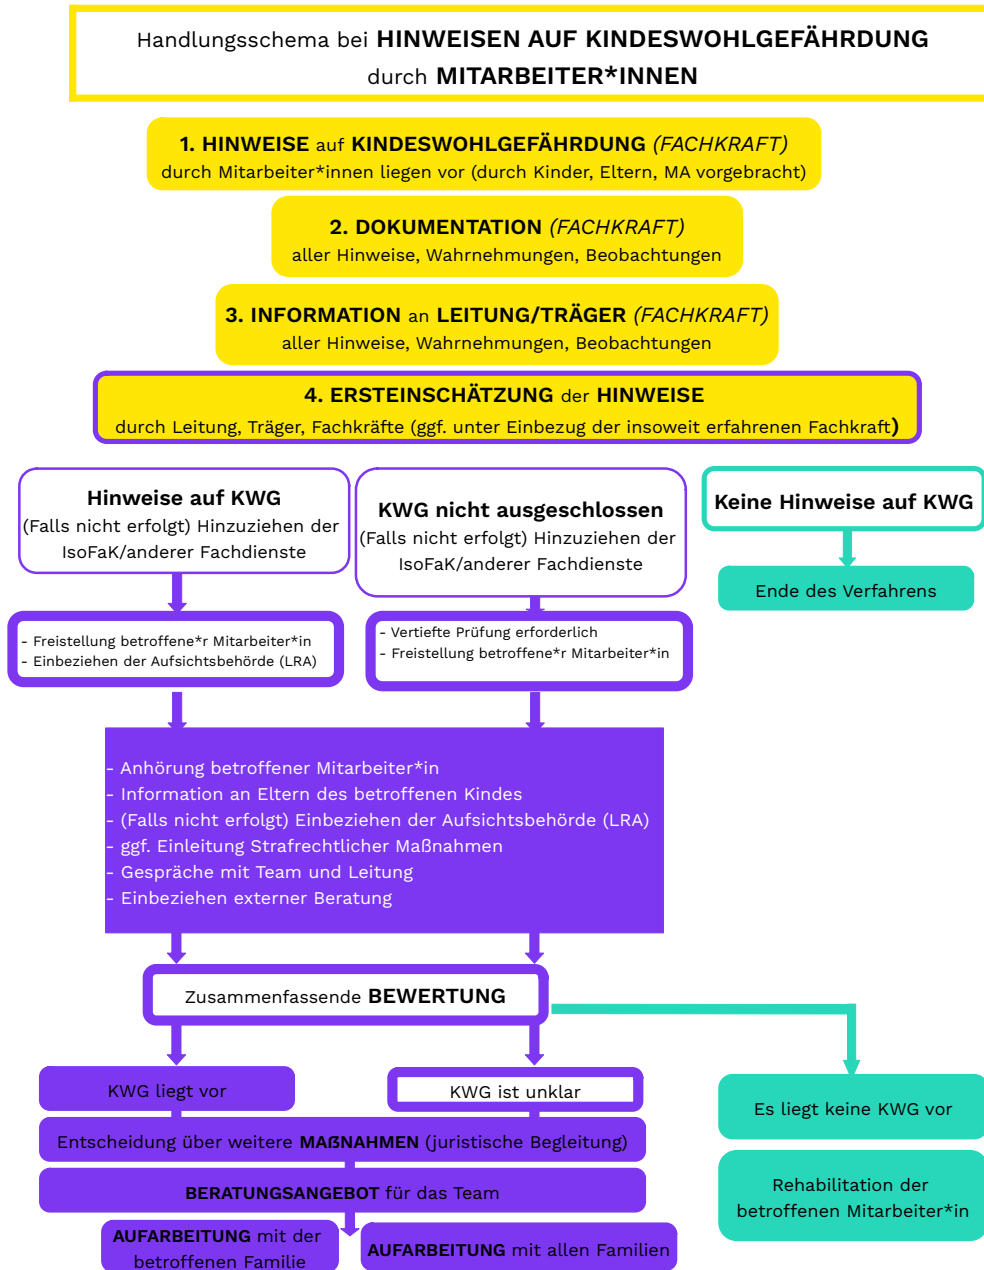 Handlungsschema bei HINWEISEN AUF KINDESWOHLGEFÄHRDUNG
durch MITARBEITER*INNEN
1. HINWEISE auf KINDESWOHLGEFÄHRDUNG (FACHKRAFT)
durch Mitarbeiter*innen liegen vor (durch Kinder, Eltern, MA vorgebracht)
2. DOKUMENTATION (FACHKRAFT)
aller Hinweise, Wahrnehmungen, Beobachtungen
3. INFORMATION an LEITUNG/TRÄGER (FACHKRAFT)
aller Hinweise, Wahrnehmungen, Beobachtungen
4. ERSTEINSCHÄTZUNG der HINWEISE
durch Leitung, Träger, Fachkräfte (ggf. unter Einbezug der insoweit erfahrenen Fachkraft)
Hinweise auf KWG
(Falls nicht erfolgt) Hinzuziehen der
IsoFaK/anderer Fachdienste
KWG nicht ausgeschlossen
(Falls nicht erfolgt) Hinzuziehen der
IsoFaK/anderer Fachdienste
Keine Hinweise auf KWG
Ende des Verfahrens
- Freistellung betroffene*r Mitarbeiter*in
- Einbeziehen der Aufsichtsbehörde (LRA)
- Vertiefte Prüfung erforderlich
- Freistellung betroffene*r Mitarbeiter*in
- Anhörung betroffener Mitarbeiter*in
- Information an Eltern des betroffenen Kindes
- (Falls nicht erfolgt) Einbeziehen der Aufsichtsbehörde (LRA)
- ggf. Einleitung Strafrechtlicher Maßnahmen
- Gespräche mit Team und Leitung
- Einbeziehen externer Beratung
Zusammenfassende BEWERTUNG
KWG liegt vor
KWG ist unklar
Es liegt keine KWG vor
Entscheidung über weitere MAẞNAHMEN (juristische Begleitung)
BERATUNGSANGEBOT für das Team
Rehabilitation der
betroffenen Mitarbeiter*in
AUFARBEITUNG mit der
betroffenen Familie
AUFARBEITUNG mit allen Familien